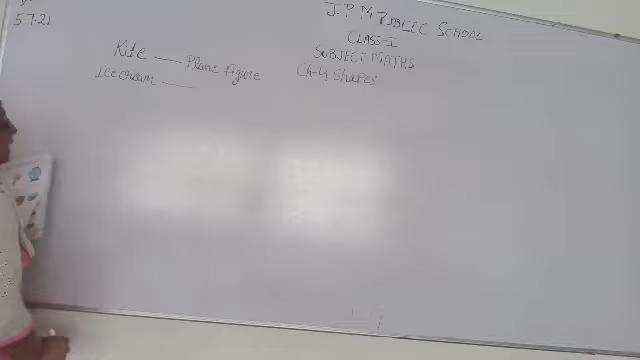 5-7-21
J.P.M PUBLIC SCHOOL
CLASS-I
SUBJECT MATHS
Ch-4 Shapes
Kite —— Plane figure
Icecream ——